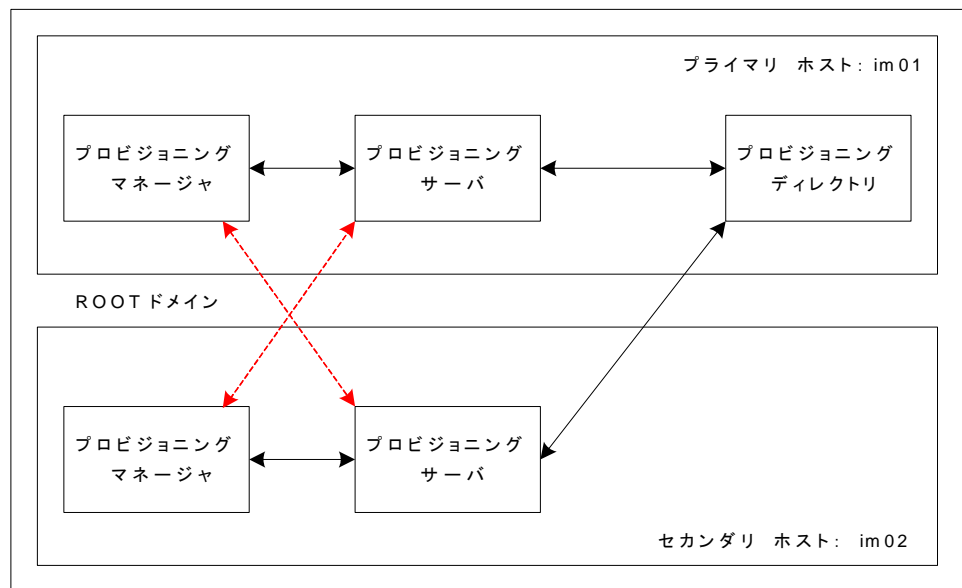 プライマリ ホスト: im01
プロビジョニング
マネージャ
プロビジョニング
サーバ
プロビジョニング
ディレクトリ
ROOTドメイン
プロビジョニング
マネージャ
プロビジョニング
サーバ
セカンダリ ホスト: im02